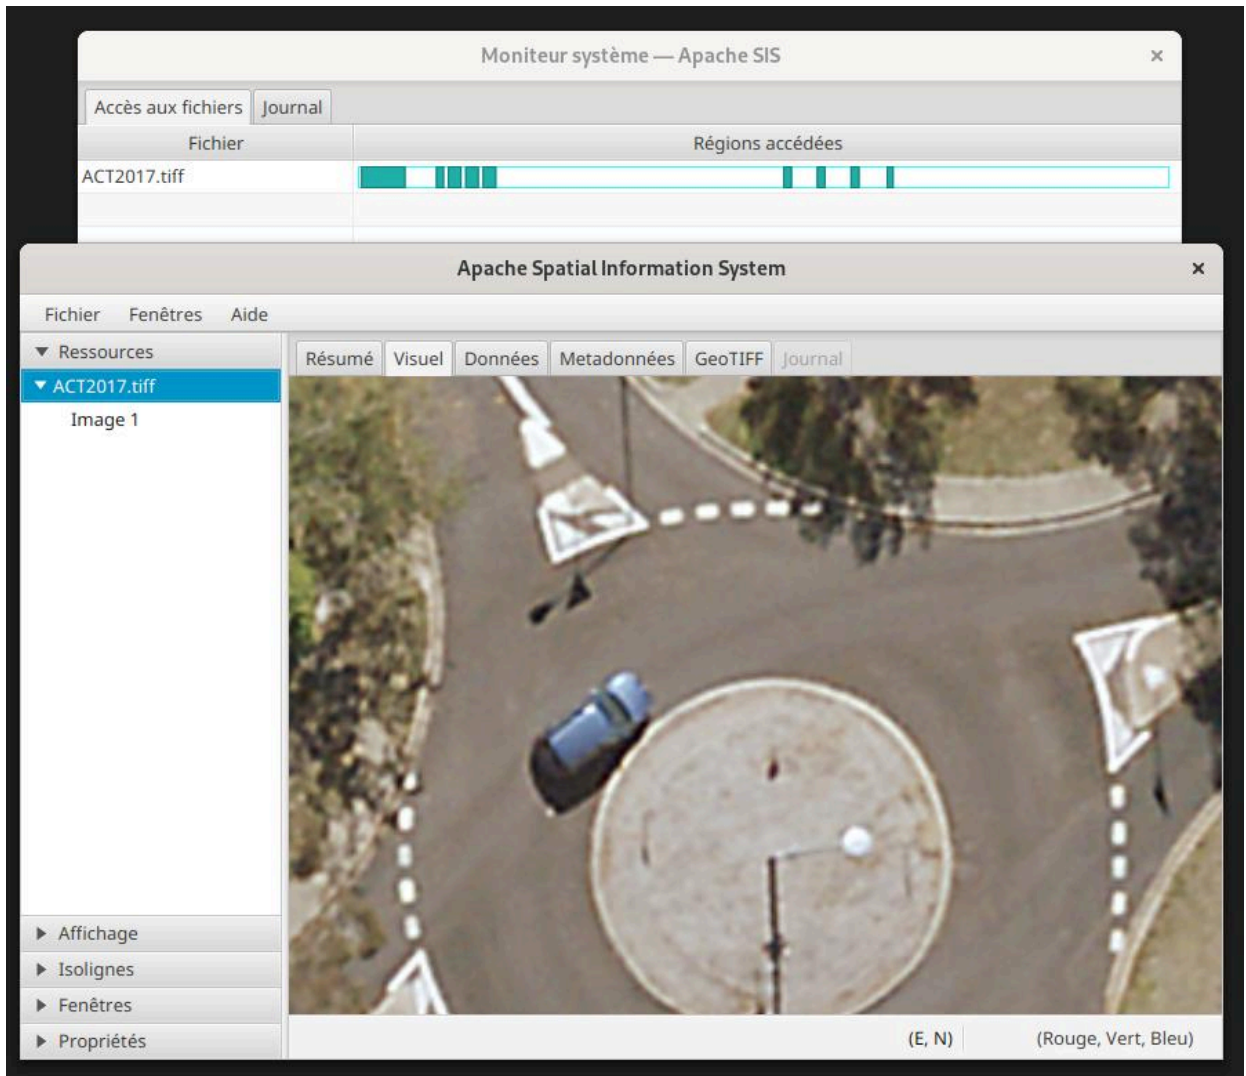 Moniteur système — Apache SIS ×
Accès aux fichiers Journal
Fichier Régions accédées
ACT2017.tiff
Apache Spatial Information System ×
Fichier Fenêtres Aide
Ressources
Résumé Visuel Données Metadonnées GeoTIFF Journal
ACT2017.tiff
Image 1
Affichage
Isolignes
Fenêtres
Propriétés
(E, N) (Rouge, Vert, Bleu)